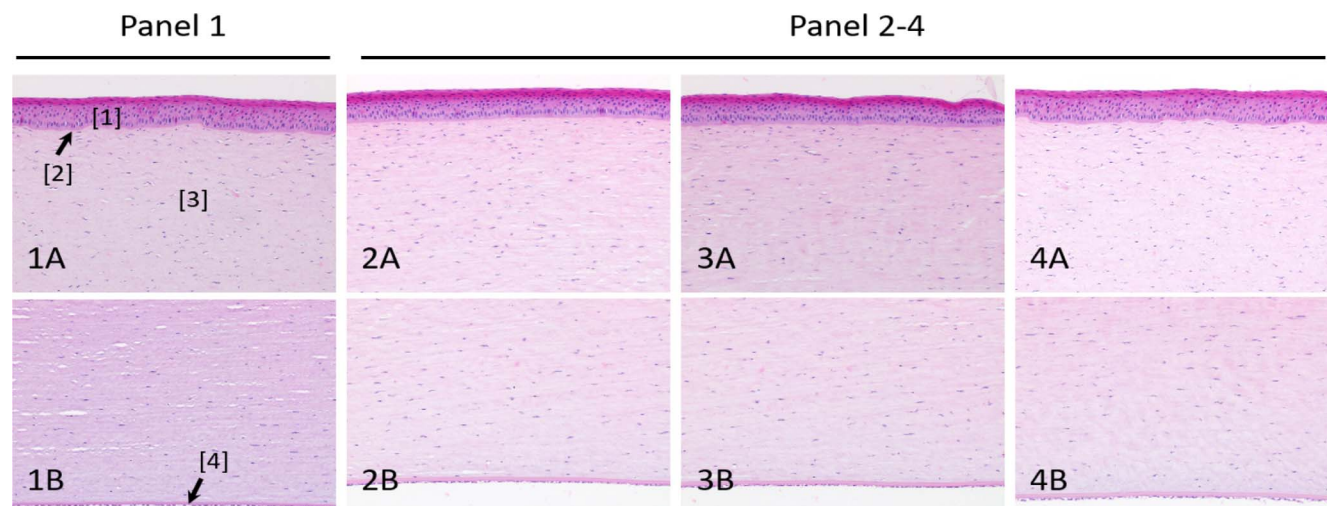 Panel 1
Panel 2-4
[1]
[2]
[3]
1A
2A
3A
4A
[4]
1B
2B
3B
4B